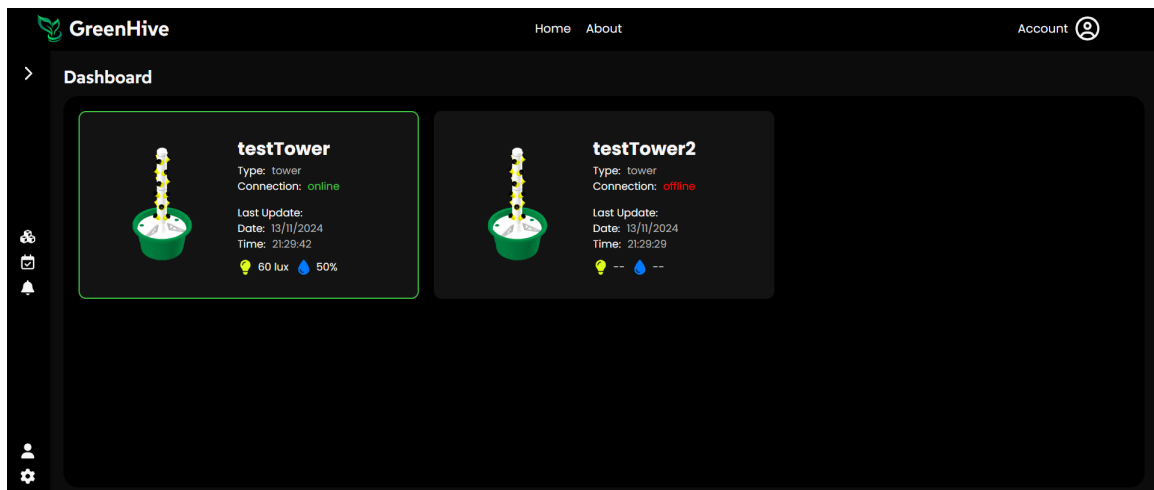 GreenHive
Home About
Account
Dashboard
testTower
Type: tower
Connection: online
Last Update:
Date: 13/11/2024
Time: 21:29:42
60 lux 50%
testTower2
Type: tower
Connection: offline
Last Update:
Date: 13/11/2024
Time: 21:29:29
-- --